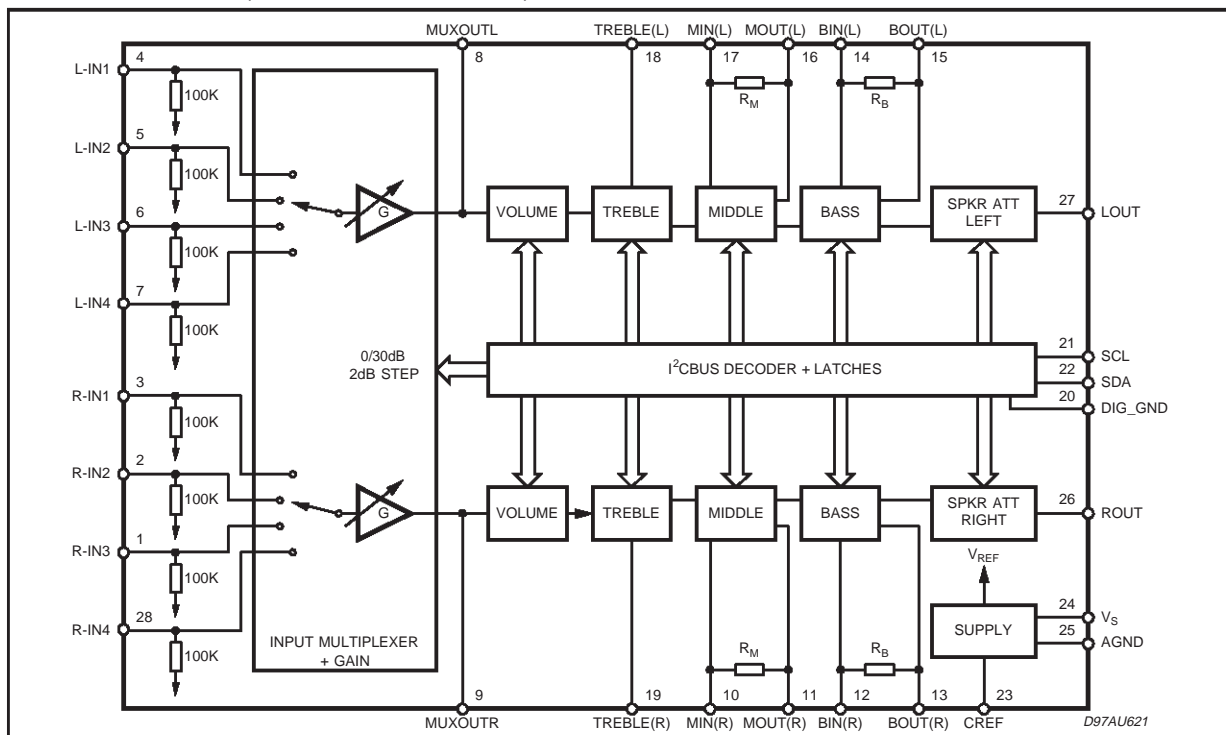 MUXOUTL TREBLE(L) MIN(L) MOUT(L) BIN(L) BOUT(L)
8 18 17 16 14 15
L-IN1 4
100K
R_M R_B
L-IN2 5
100K
L-IN3 6
100K
G
VOLUME TREBLE MIDDLE BASS SPKR ATT LEFT 27 LOUT
L-IN4 7
100K
0/30dB
2dB STEP
I²CBUS DECODER + LATCHES
21 SCL
22 SDA
20 DIG_GND
R-IN1 3
100K
R-IN2 2
100K
G
VOLUME TREBLE MIDDLE BASS SPKR ATT RIGHT 26 ROUT
R-IN3 1
100K
V_REF
R-IN4 28
100K
INPUT MULTIPLEXER
+ GAIN
R_M R_B
SUPPLY
24 V_S
25 AGND
9 19 10 11 12 13 23
MUXOUTR TREBLE(R) MIN(R) MOUT(R) BIN(R) BOUT(R) CREF
D97AU621